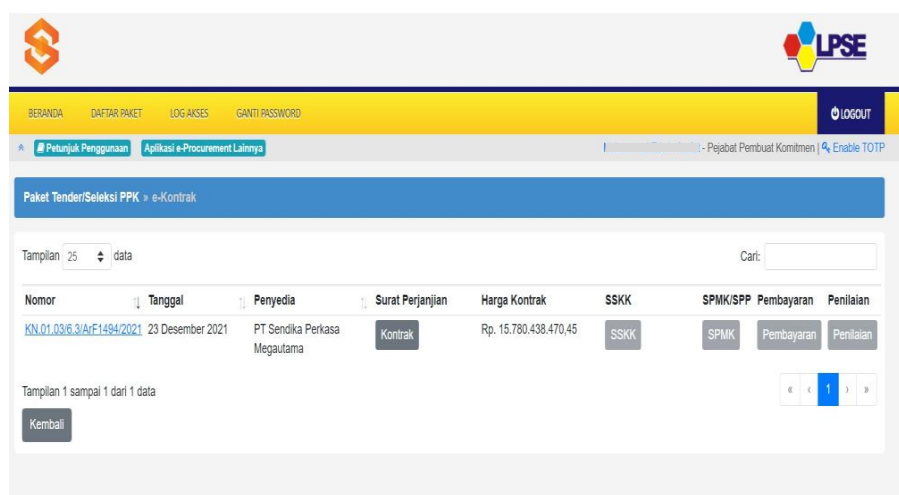 LPSE
BERANDA DAFTAR PAKET LOG AKSES GANTI PASSWORD LOGOUT
Petunjuk Penggunaan Aplikasi e-Procurement Lainnya - Pejabat Pembuat Komitmen | Enable TOTP
Paket Tender/Seleksi PPK » e-Kontrak
Tampilan 25 data Cari:
Nomor Tanggal Penyedia Surat Perjanjian Harga Kontrak SSKK SPMK/SPP Pembayaran Penilaian
KN.01.03/6.3/ArF1494/2021 23 Desember 2021 PT Sendika Perkasa Kontrak Rp. 15.780.438.470,45 SSKK SPMK Pembayaran Penilaian
Megautama
Tampilan 1 sampai 1 dari 1 data « ‹ 1 › »
Kembali